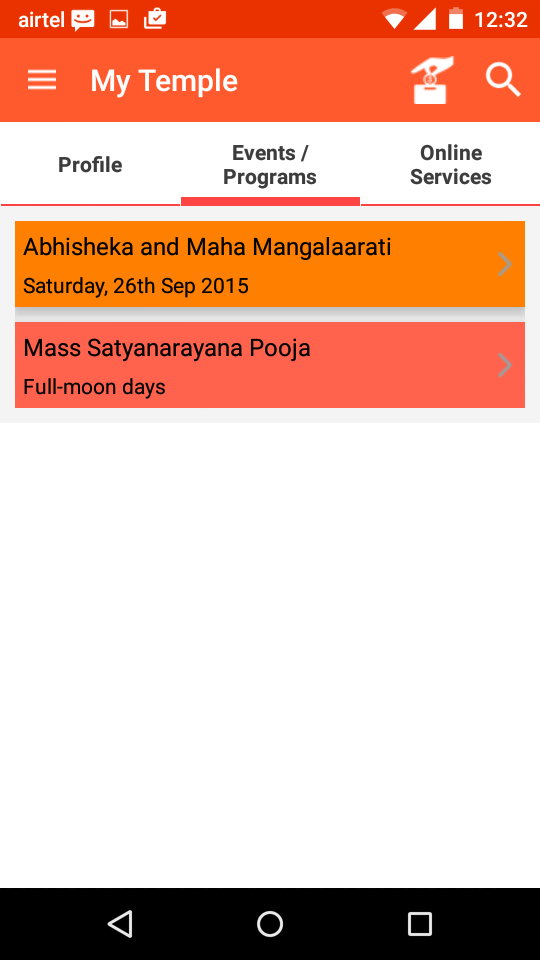 airtel 12:32
My Temple
Profile
Events /
Programs
Online
Services
Abhisheka and Maha Mangalaarati
Saturday, 26th Sep 2015
Mass Satyanarayana Pooja
Full-moon days